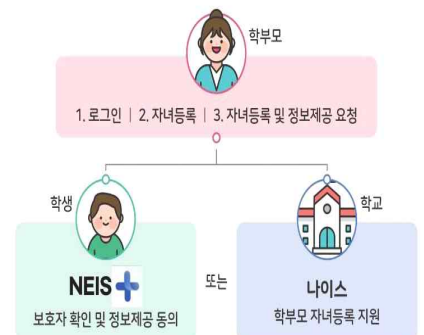 학부모
1. 로그인 | 2. 자녀등록 | 3. 자녀등록 및 정보제공 요청
학생
학교
NEIS
또는
나이스
보호자 확인 및 정보제공 동의
학부모 자녀등록 지원